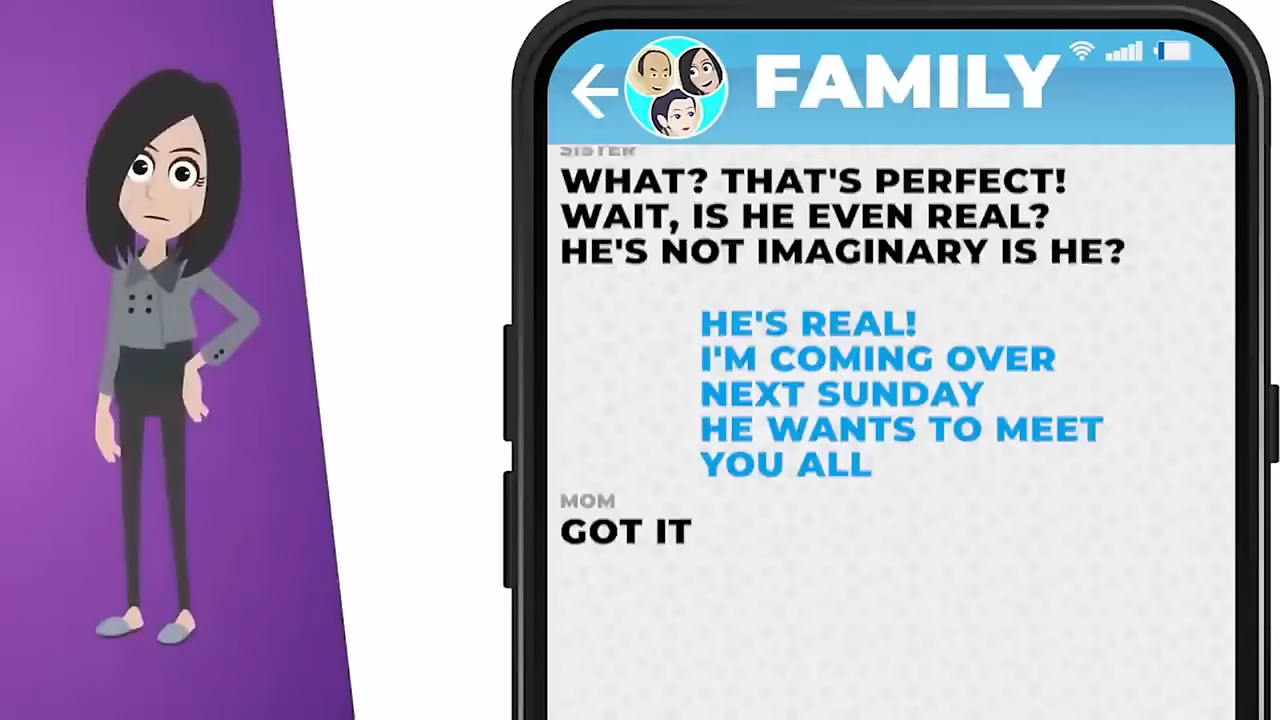 FAMILY
SISTER
WHAT? THAT'S PERFECT!
WAIT, IS HE EVEN REAL?
HE'S NOT IMAGINARY IS HE?
HE'S REAL!
I'M COMING OVER
NEXT SUNDAY
HE WANTS TO MEET
YOU ALL
MOM
GOT IT